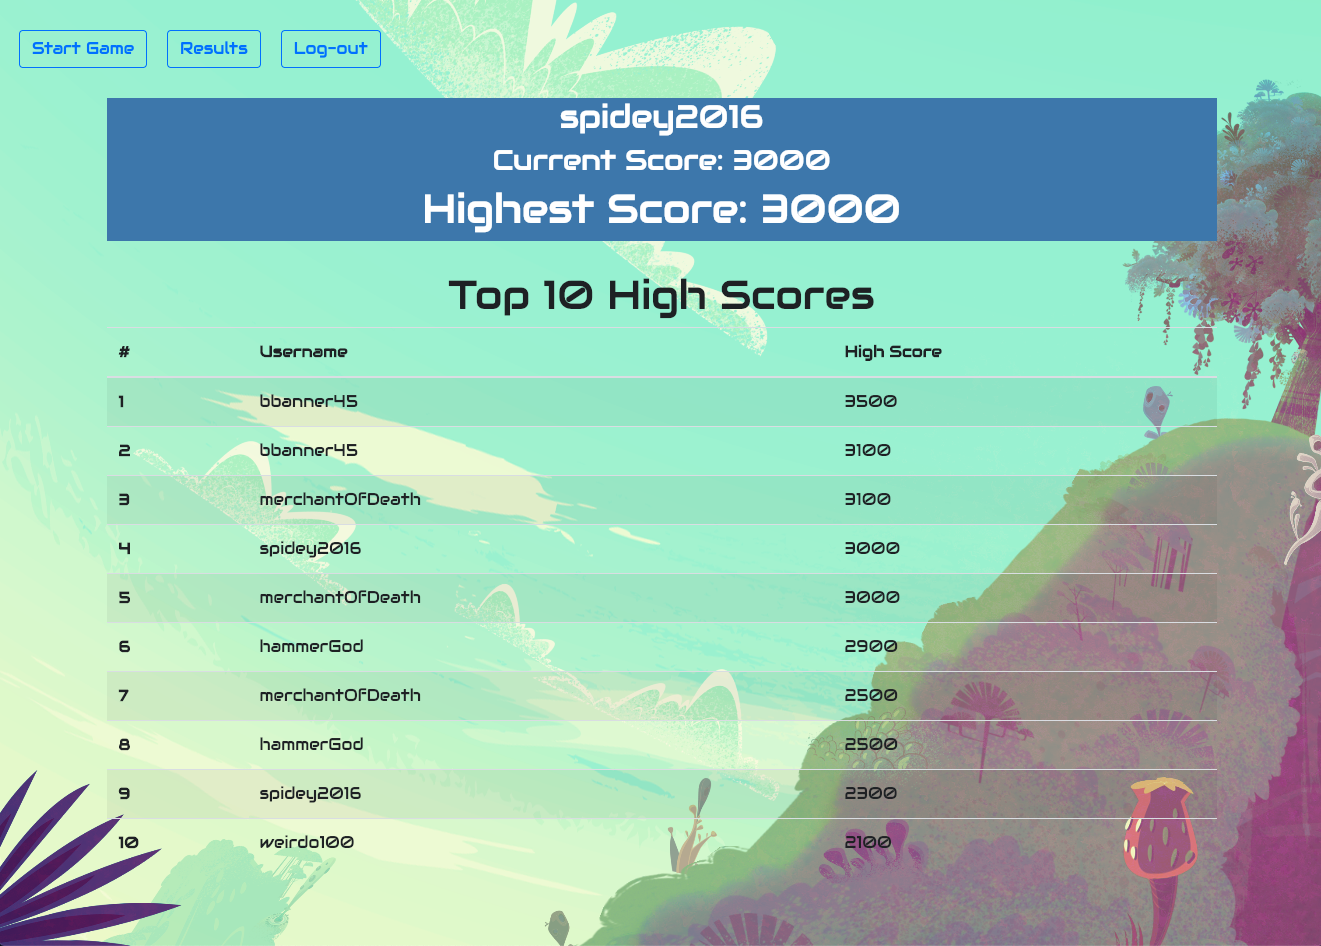 Start Game Results Log-out
spidey2016
Current Score: 3000
Highest Score: 3000
Top 10 High Scores
# Username High Score
1 bbanner45 3500
2 bbanner45 3100
3 merchantOfDeath 3100
4 spidey2016 3000
5 merchantOfDeath 3000
6 hammerGod 2900
7 merchantOfDeath 2500
8 hammerGod 2500
9 spidey2016 2300
10 weirdo100 2100